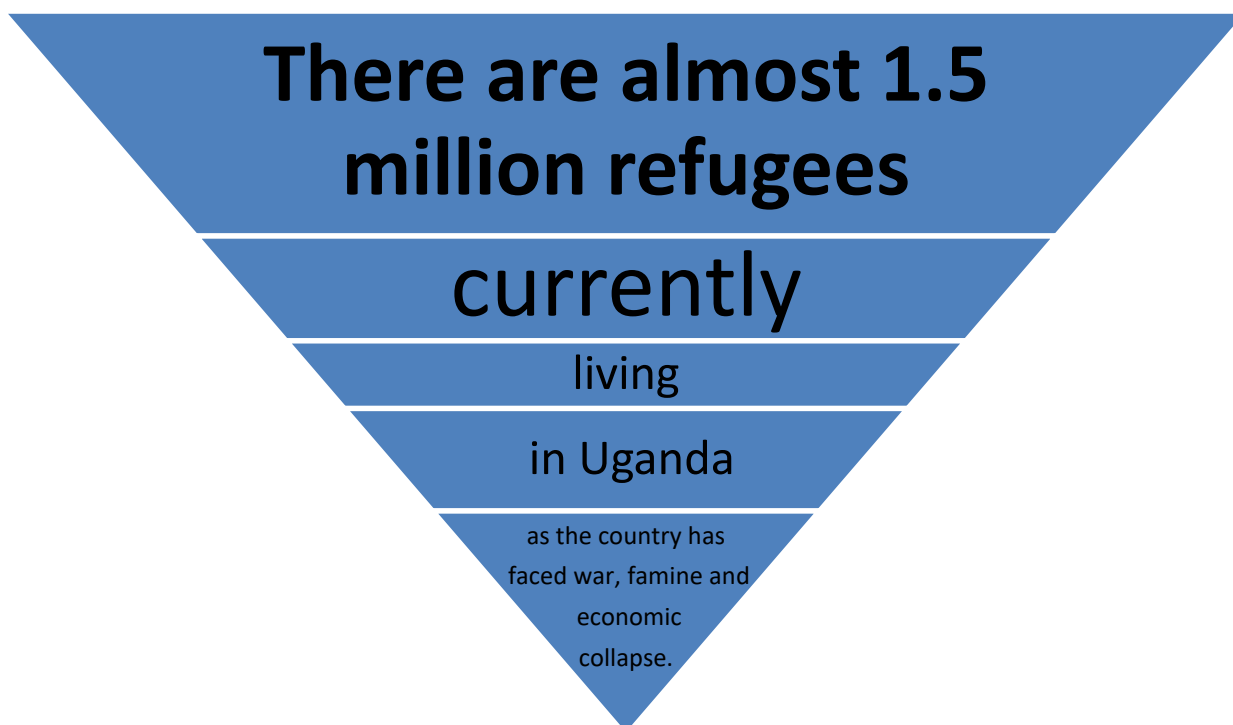 There are almost 1.5
million refugees
currently
living
in Uganda
as the country has
faced war, famine and
economic
collapse.